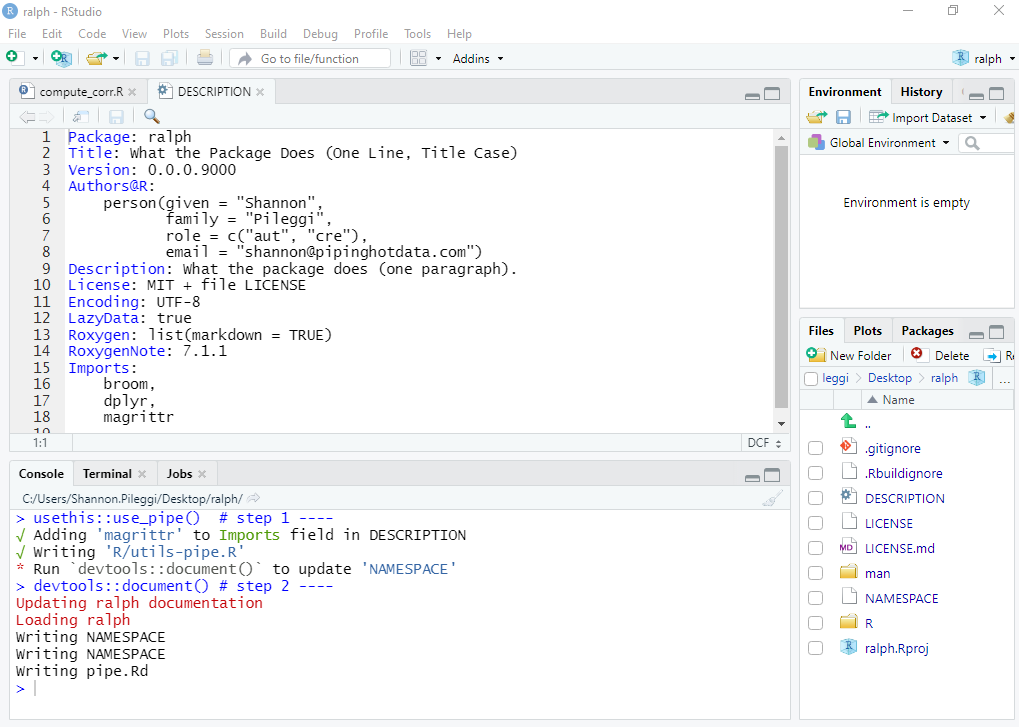 ralph - RStudio
File Edit Code View Plots Session Build Debug Profile Tools Help
Go to file/function Addins ralph
compute_corr.R DESCRIPTION
1 Package: ralph
2 Title: What the Package Does (One Line, Title Case)
3 Version: 0.0.0.9000
4 Authors@R:
5 person(given = "Shannon",
6 family = "Pileggi",
7 role = c("aut", "cre"),
8 email = "shannon@pipinghotdata.com")
9 Description: What the package does (one paragraph).
10 License: MIT + file LICENSE
11 Encoding: UTF-8
12 LazyData: true
13 Roxygen: list(markdown = TRUE)
14 RoxygenNote: 7.1.1
15 Imports:
16 broom,
17 dplyr,
18 magrittr
19
1:1 DCF
Console Terminal Jobs
C:/Users/Shannon.Pileggi/Desktop/ralph/
> usethis::use_pipe()  # step 1 ----
√ Adding 'magrittr' to Imports field in DESCRIPTION
√ Writing 'R/utils-pipe.R'
* Run `devtools::document()` to update 'NAMESPACE'
> devtools::document() # step 2 ----
Updating ralph documentation
Loading ralph
Writing NAMESPACE
Writing NAMESPACE
Writing pipe.Rd
>
Environment History
Import Dataset
Global Environment
Environment is empty
Files Plots Packages
New Folder Delete Re
leggi Desktop ralph ...
Name
..
.gitignore
.Rbuildignore
DESCRIPTION
LICENSE
MD LICENSE.md
man
NAMESPACE
R
ralph.Rproj